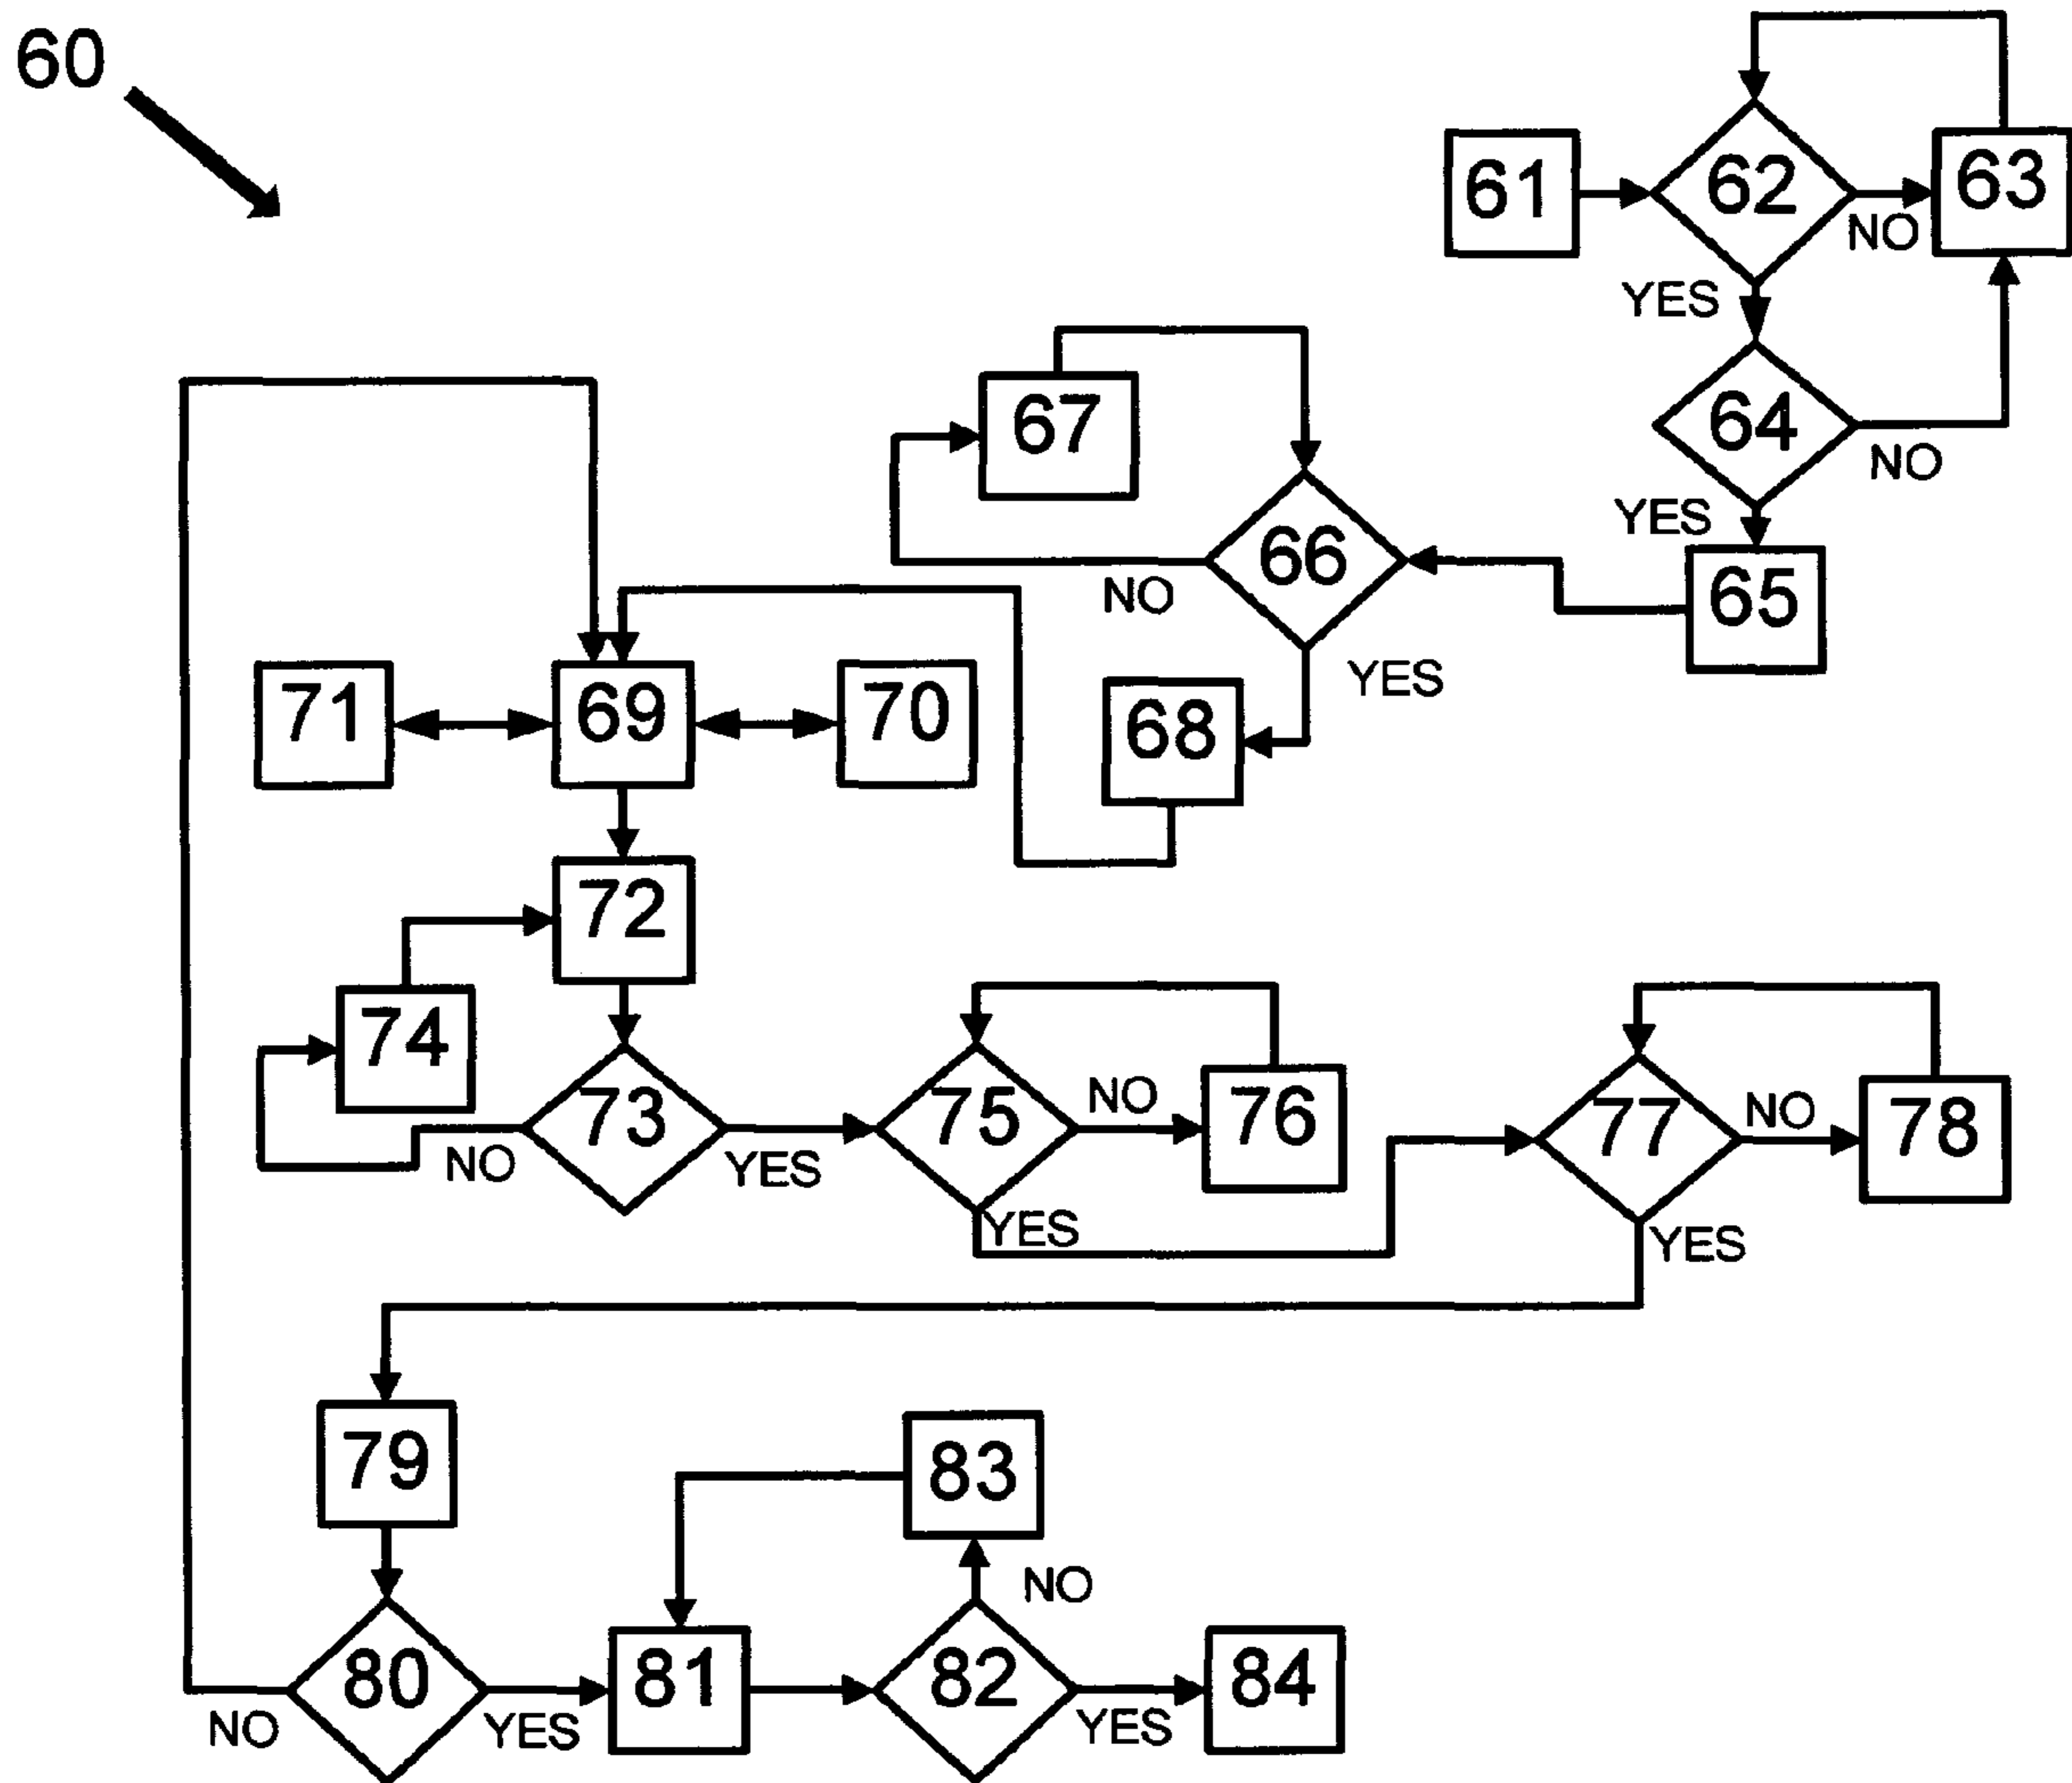 60
61
62
63
NO
YES
64
NO
YES
67
66
65
NO
YES
71
69
70
68
72
74
73
NO
YES
75
NO
76
YES
77
NO
78
YES
79
83
NO
80
NO
YES
81
82
YES
84